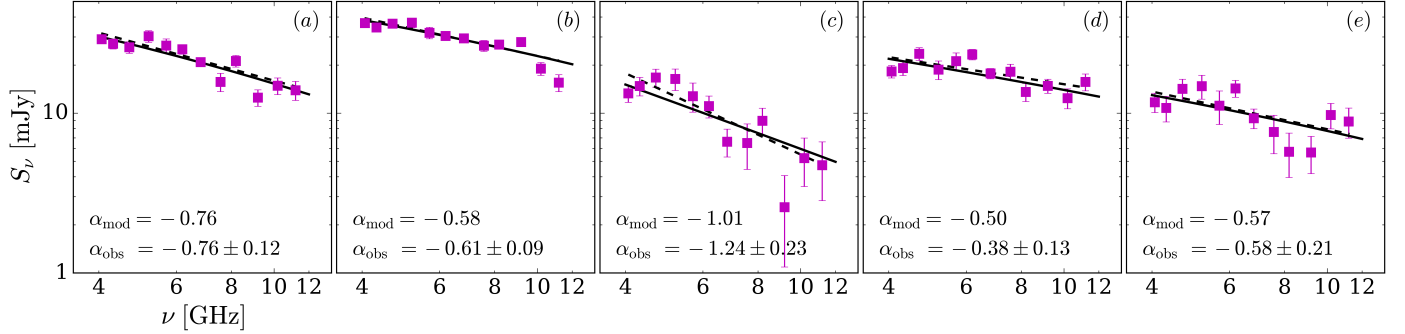 (a) (b) (c) (d) (e)
S_ν [mJy]
10
1
α_mod = −0.76 α_mod = −0.58 α_mod = −1.01 α_mod = −0.50 α_mod = −0.57
α_obs = −0.76 ± 0.12 α_obs = −0.61 ± 0.09 α_obs = −1.24 ± 0.23 α_obs = −0.38 ± 0.13 α_obs = −0.58 ± 0.21
4 6 8 10 12 4 6 8 10 12 4 6 8 10 12 4 6 8 10 12 4 6 8 10 12
ν [GHz]